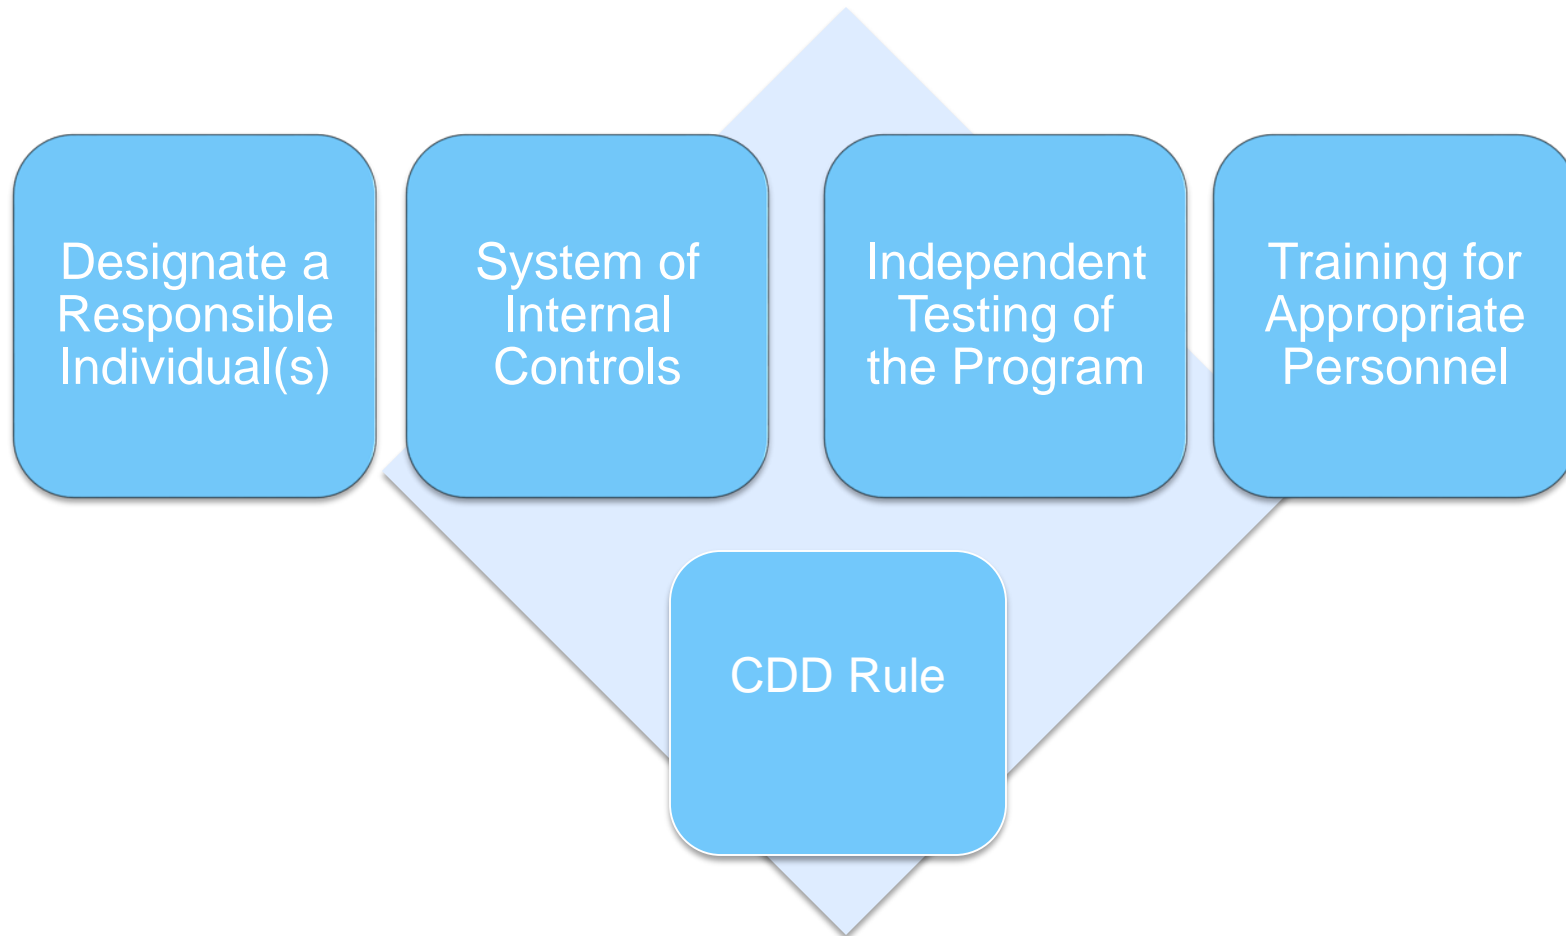 Designate a
Responsible
Individual(s)
System of
Internal
Controls
Independent
Testing of
the Program
Training for
Appropriate
Personnel
CDD Rule